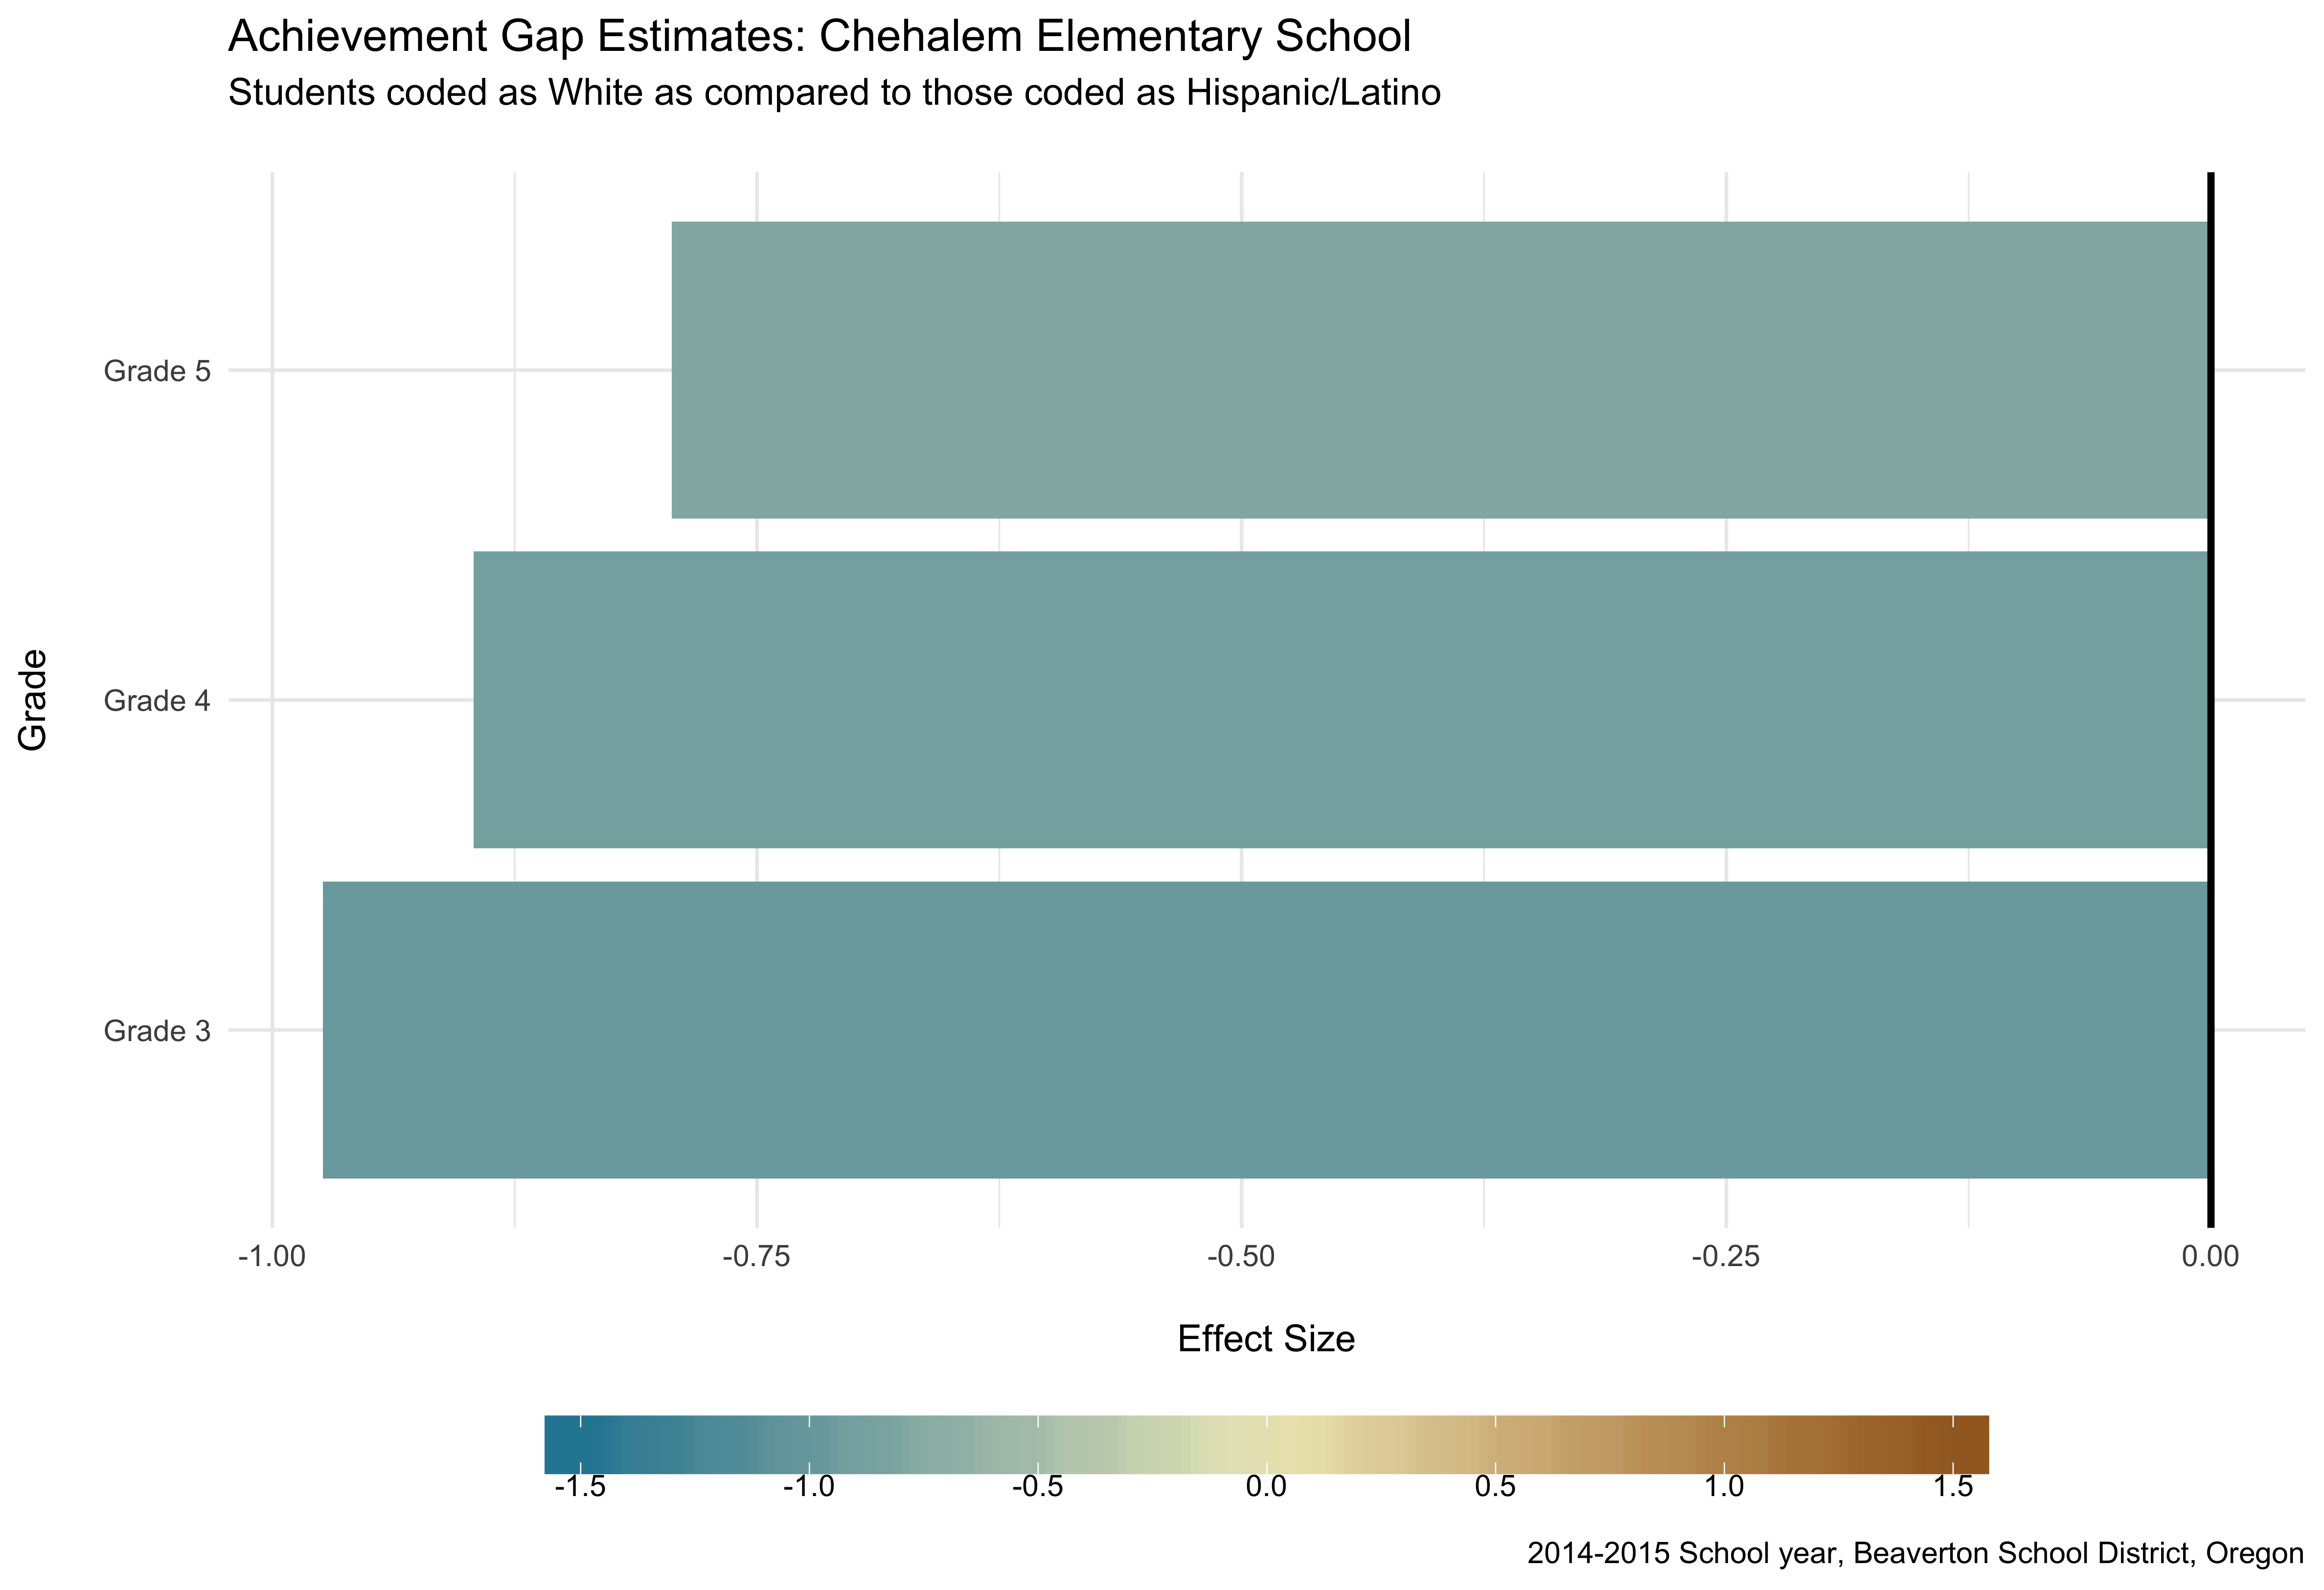 Achievement Gap Estimates: Chehalem Elementary School
Students coded as White as compared to those coded as Hispanic/Latino
Grade
Grade 5
Grade 4
Grade 3
-1.00 -0.75 -0.50 -0.25 0.00
Effect Size
-1.5 -1.0 -0.5 0.0 0.5 1.0 1.5
2014-2015 School year, Beaverton School District, Oregon